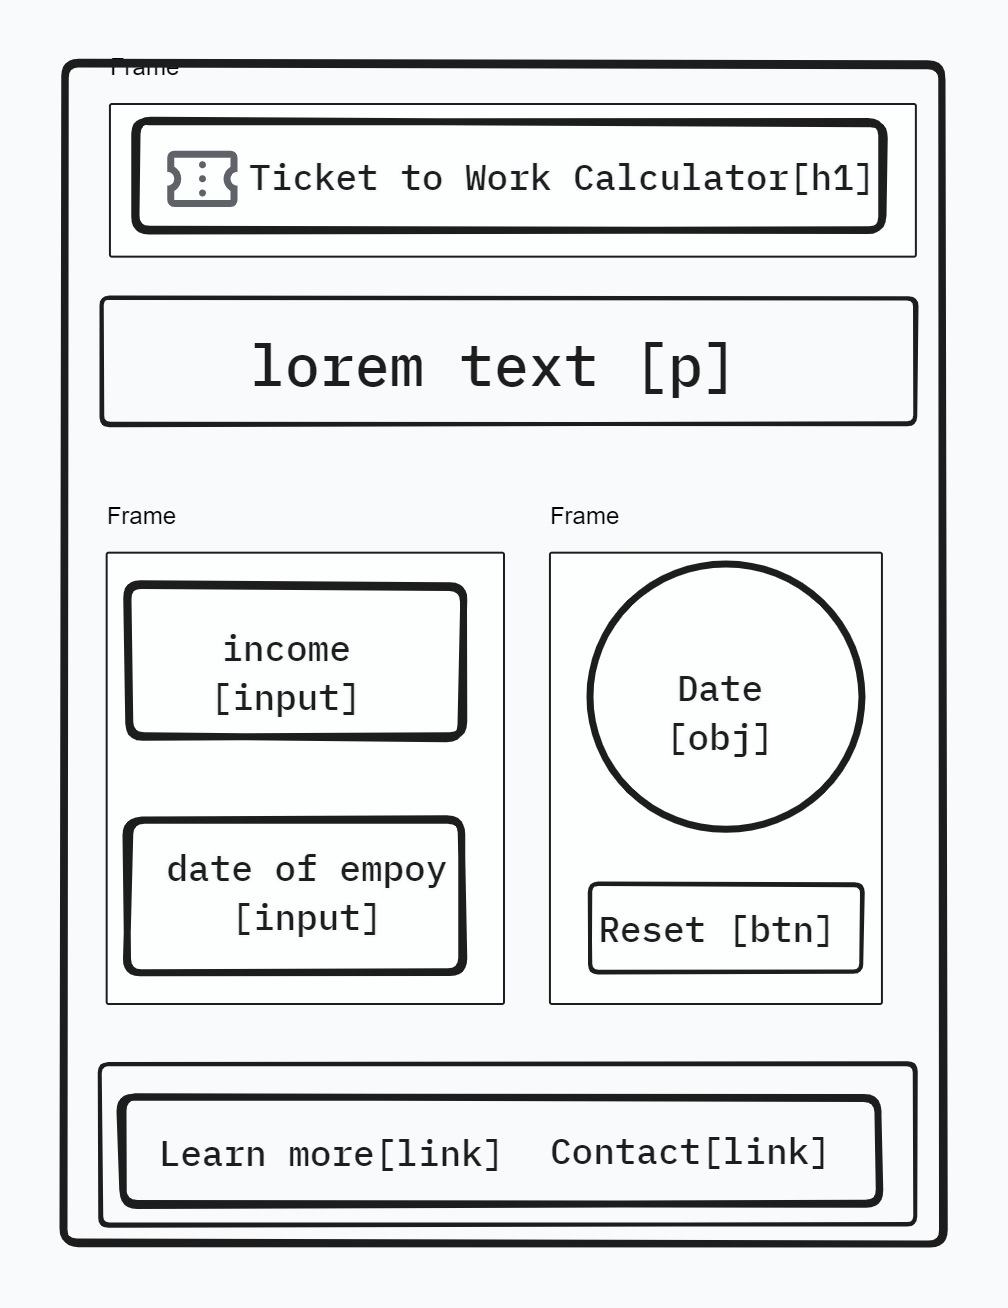 Frame
Ticket to Work Calculator[h1]
lorem text [p]
Frame
income
[input]
date of empoy
[input]
Frame
Date
[obj]
Reset [btn]
Learn more[link] Contact[link]